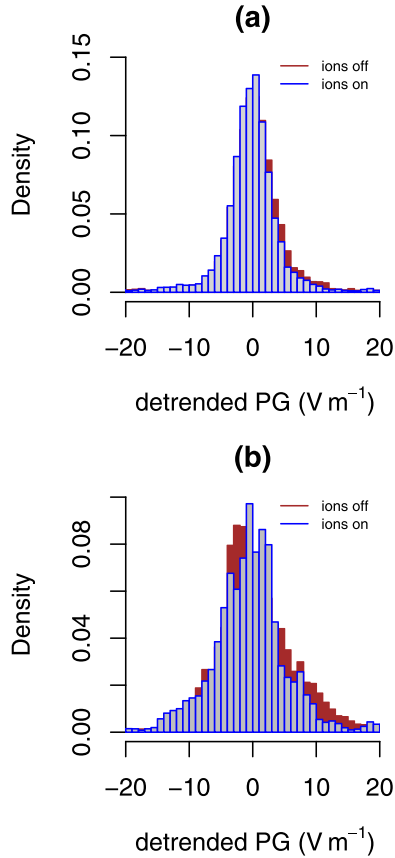 (a)
ions off
ions on
0.15
0.10
0.05
0.00
Density
−20 −10 0 10 20
detrended PG (V m−1)
(b)
ions off
ions on
0.08
0.04
0.00
Density
−20 −10 0 10 20
detrended PG (V m−1)